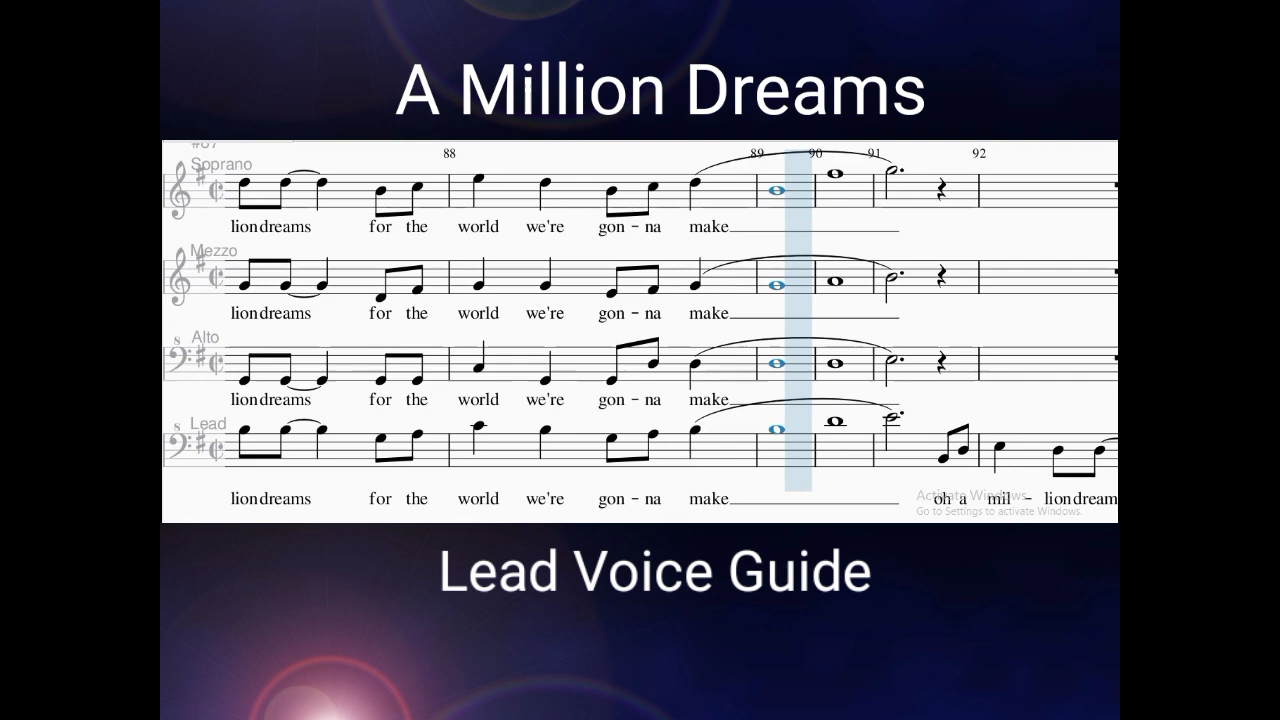 A Million Dreams
#87
88 89 90 91 92
Soprano
lion dreams for the world we're gon - na make
Mezzo
lion dreams for the world we're gon - na make
8 Alto
lion dreams for the world we're gon - na make
8 Lead
lion dreams for the world we're gon - na make oh a mil - lion dream
Activate Windows
Go to Settings to activate Windows.
Lead Voice Guide